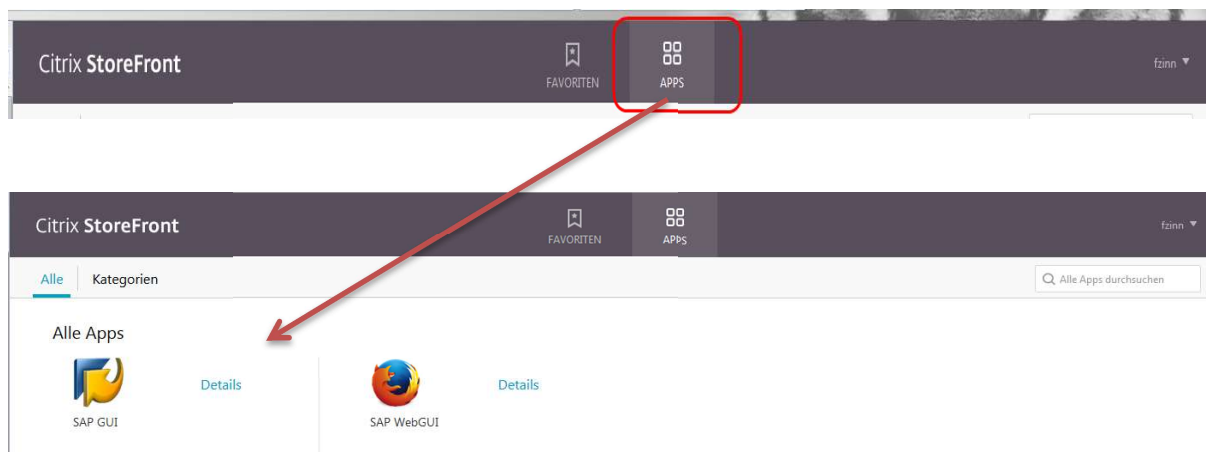 Citrix StoreFront
FAVORITEN
APPS
fzinn
Citrix StoreFront
FAVORITEN
APPS
fzinn
Alle
Kategorien
Alle Apps durchsuchen
Alle Apps
Details
Details
SAP GUI
SAP WebGUI